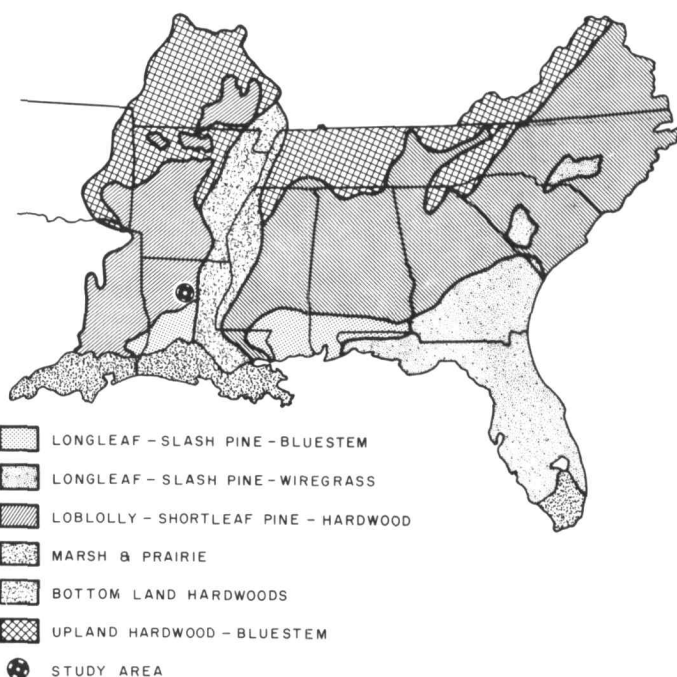 LONGLEAF - SLASH PINE - BLUESTEM
LONGLEAF - SLASH PINE - WIREGRASS
LOBLOLLY - SHORTLEAF PINE - HARDWOOD
MARSH & PRAIRIE
BOTTOM LAND HARDWOODS
UPLAND HARDWOOD - BLUESTEM
STUDY AREA